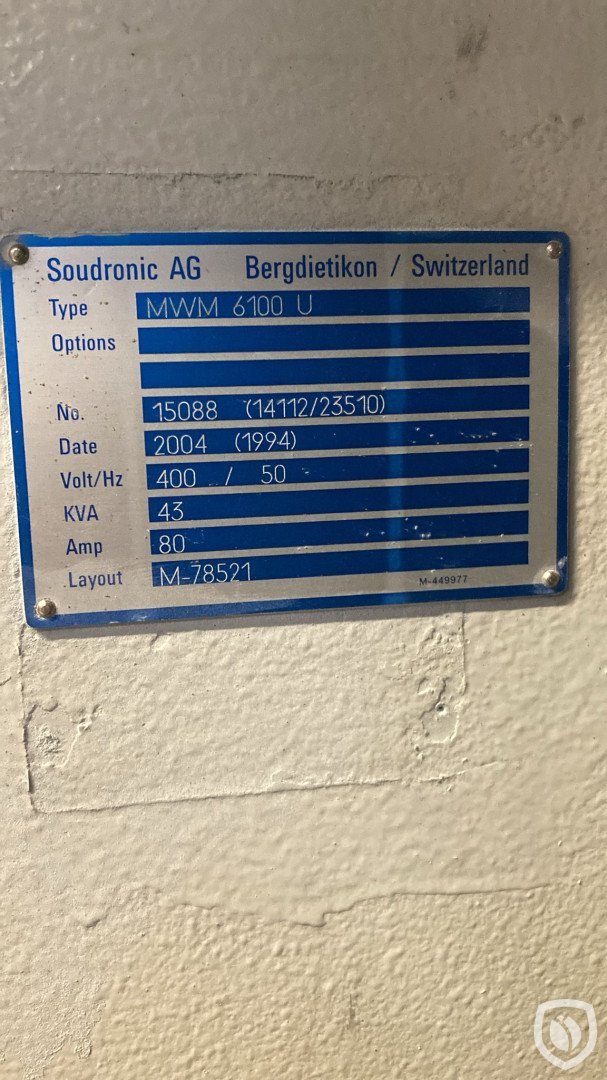 Soudronic AG Bergdietikon / Switzerland
Type MWM 6100 U
Options
No. 15088 (14112/23510)
Date 2004 (1994)
Volt/Hz 400 / 50
KVA 43
Amp 80
Layout M-78521
M-449977